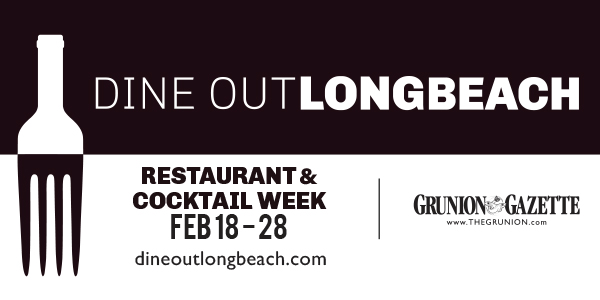 DINE OUTLONGBEACH
RESTAURANT &
COCKTAIL WEEK
FEB 18 – 28
dineoutlongbeach.com
GRUNION GAZETTE
www.THEGRUNION.com